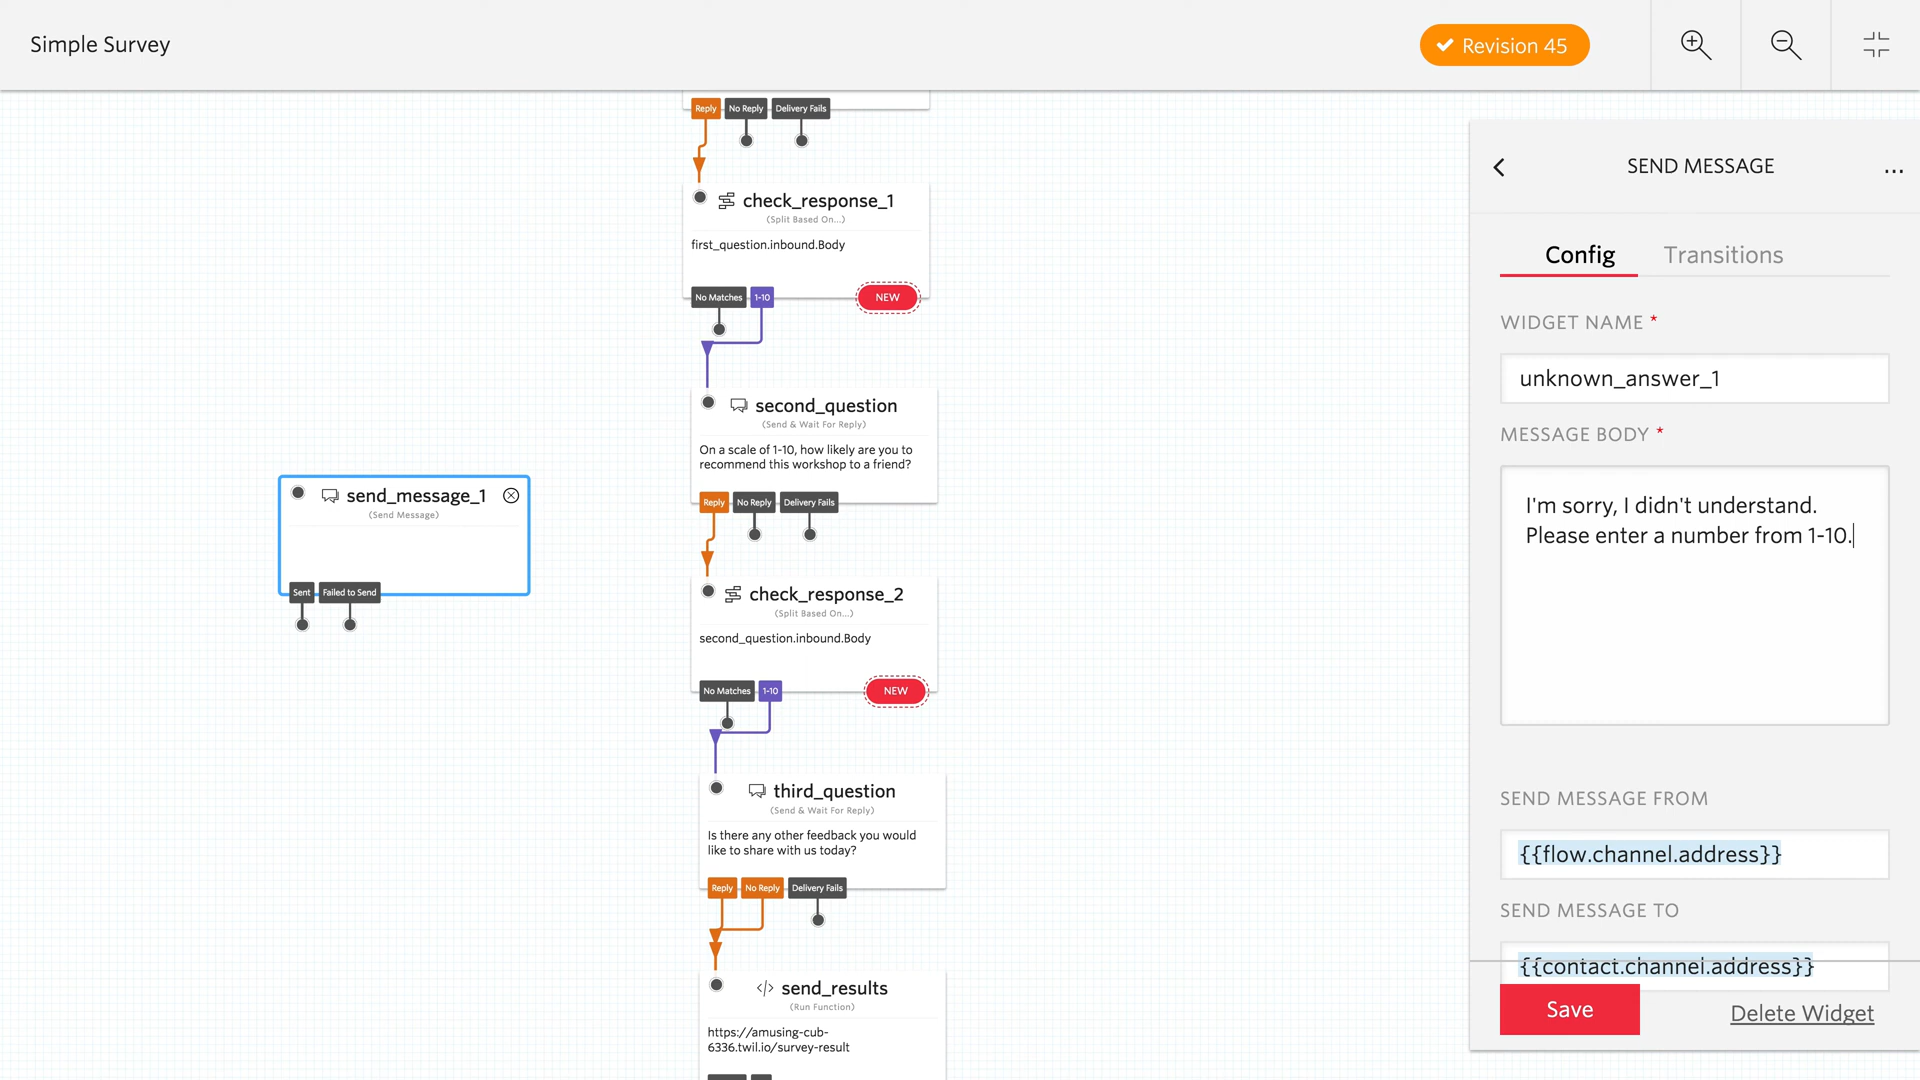 Simple Survey
Revision 45
Reply No Reply Delivery Fails
check_response_1
(Split Based On...)
first_question.inbound.Body
No Matches 1-10 NEW
second_question
(Send & Wait For Reply)
On a scale of 1-10, how likely are you to
recommend this workshop to a friend?
Reply No Reply Delivery Fails
send_message_1
(Send Message)
Sent Failed to Send
check_response_2
(Split Based On...)
second_question.inbound.Body
No Matches 1-10 NEW
third_question
(Send & Wait For Reply)
Is there any other feedback you would
like to share with us today?
Reply No Reply Delivery Fails
send_results
(Run Function)
https://amusing-cub-
6336.twil.io/survey-result
SEND MESSAGE
...
Config Transitions
WIDGET NAME *
unknown_answer_1
MESSAGE BODY *
I'm sorry, I didn't understand.
Please enter a number from 1-10.
SEND MESSAGE FROM
{{flow.channel.address}}
SEND MESSAGE TO
{{contact.channel.address}}
Save Delete Widget